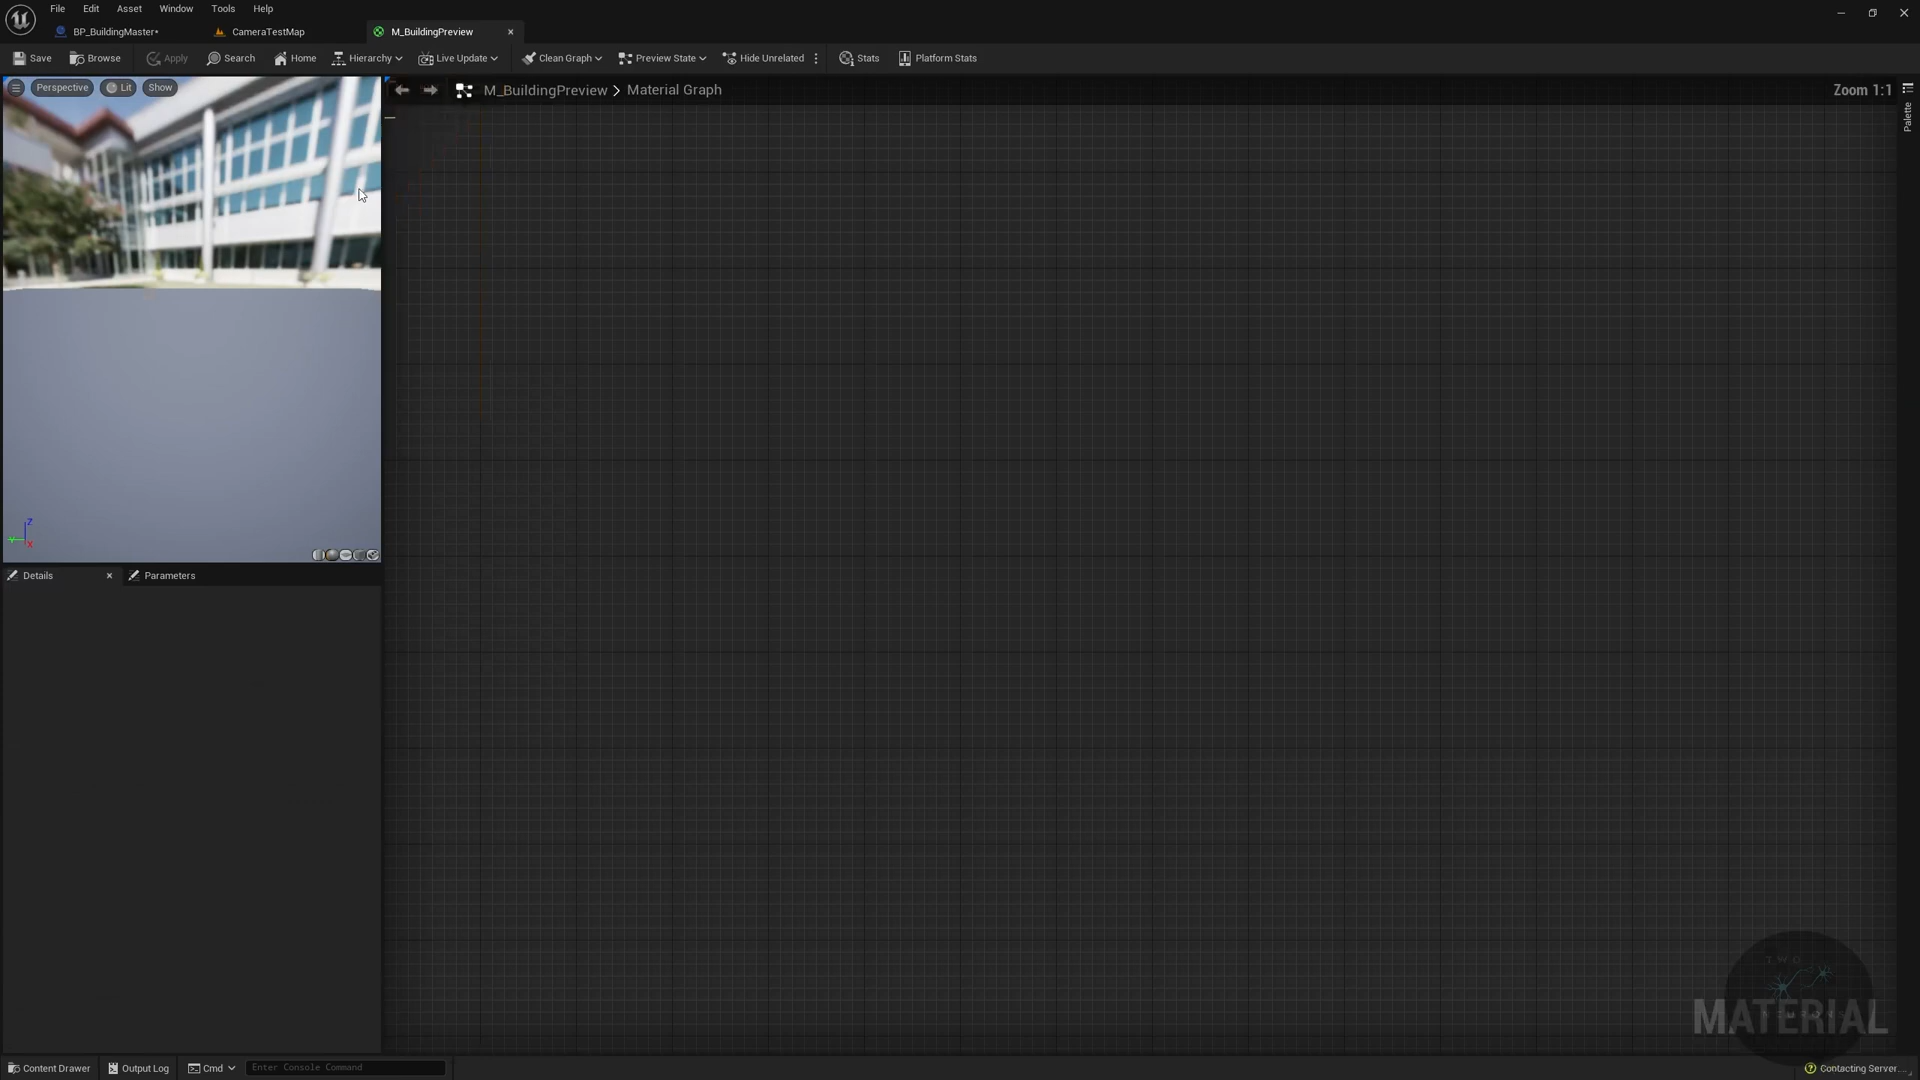 File Edit Asset Window Tools Help
BP_BuildingMaster* CameraTestMap M_BuildingPreview
Save Browse Apply Search Home Hierarchy Live Update Clean Graph Preview State Hide Unrelated Stats Platform Stats
Perspective Lit Show
M_BuildingPreview > Material Graph Zoom 1:1
Palette
Z
Y
X
Details Parameters
TWO
MATERIAL
Content Drawer Output Log Cmd Enter Console Command Contacting Server....